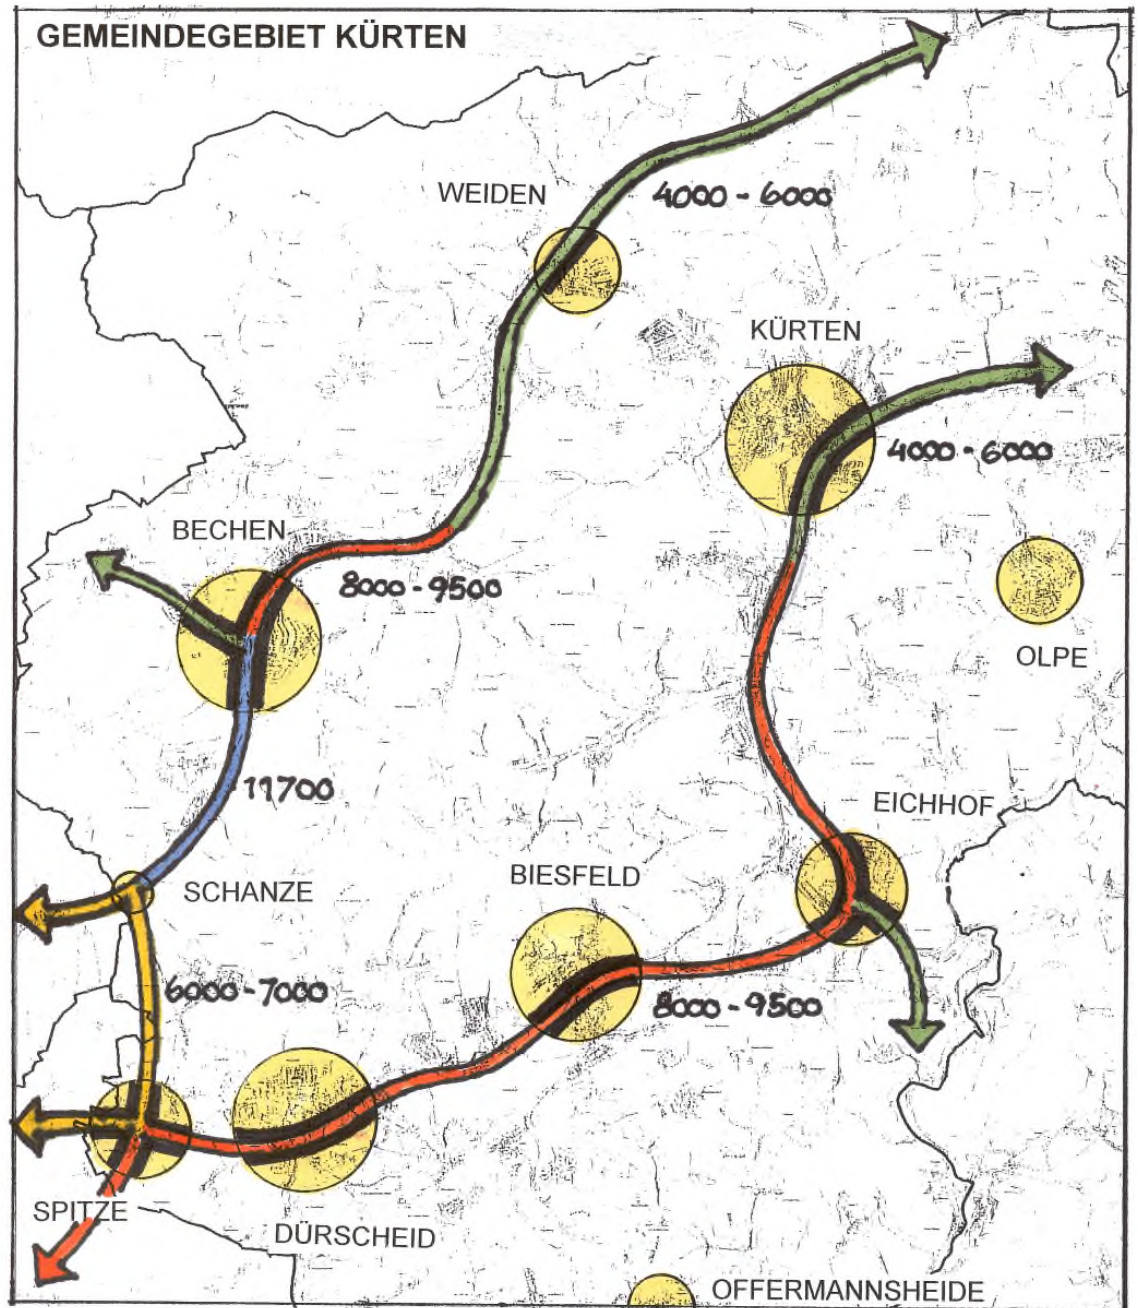 GEMEINDEGEBIET KÜRTEN
WEIDEN
4000 - 6000
KÜRTEN
4000 - 6000
BECHEN
8000 - 9500
OLPE
11700
EICHHOF
SCHANZE
BIESFELD
6000 - 7000
8000 - 9500
SPITZE
DÜRSCHEID
OFFERMANNSHEIDE